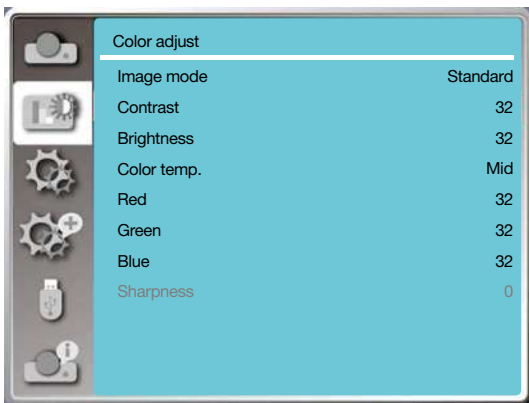 Color adjust
Image mode Standard
Contrast 32
Brightness 32
Color temp. Mid
Red 32
Green 32
Blue 32
Sharpness 0